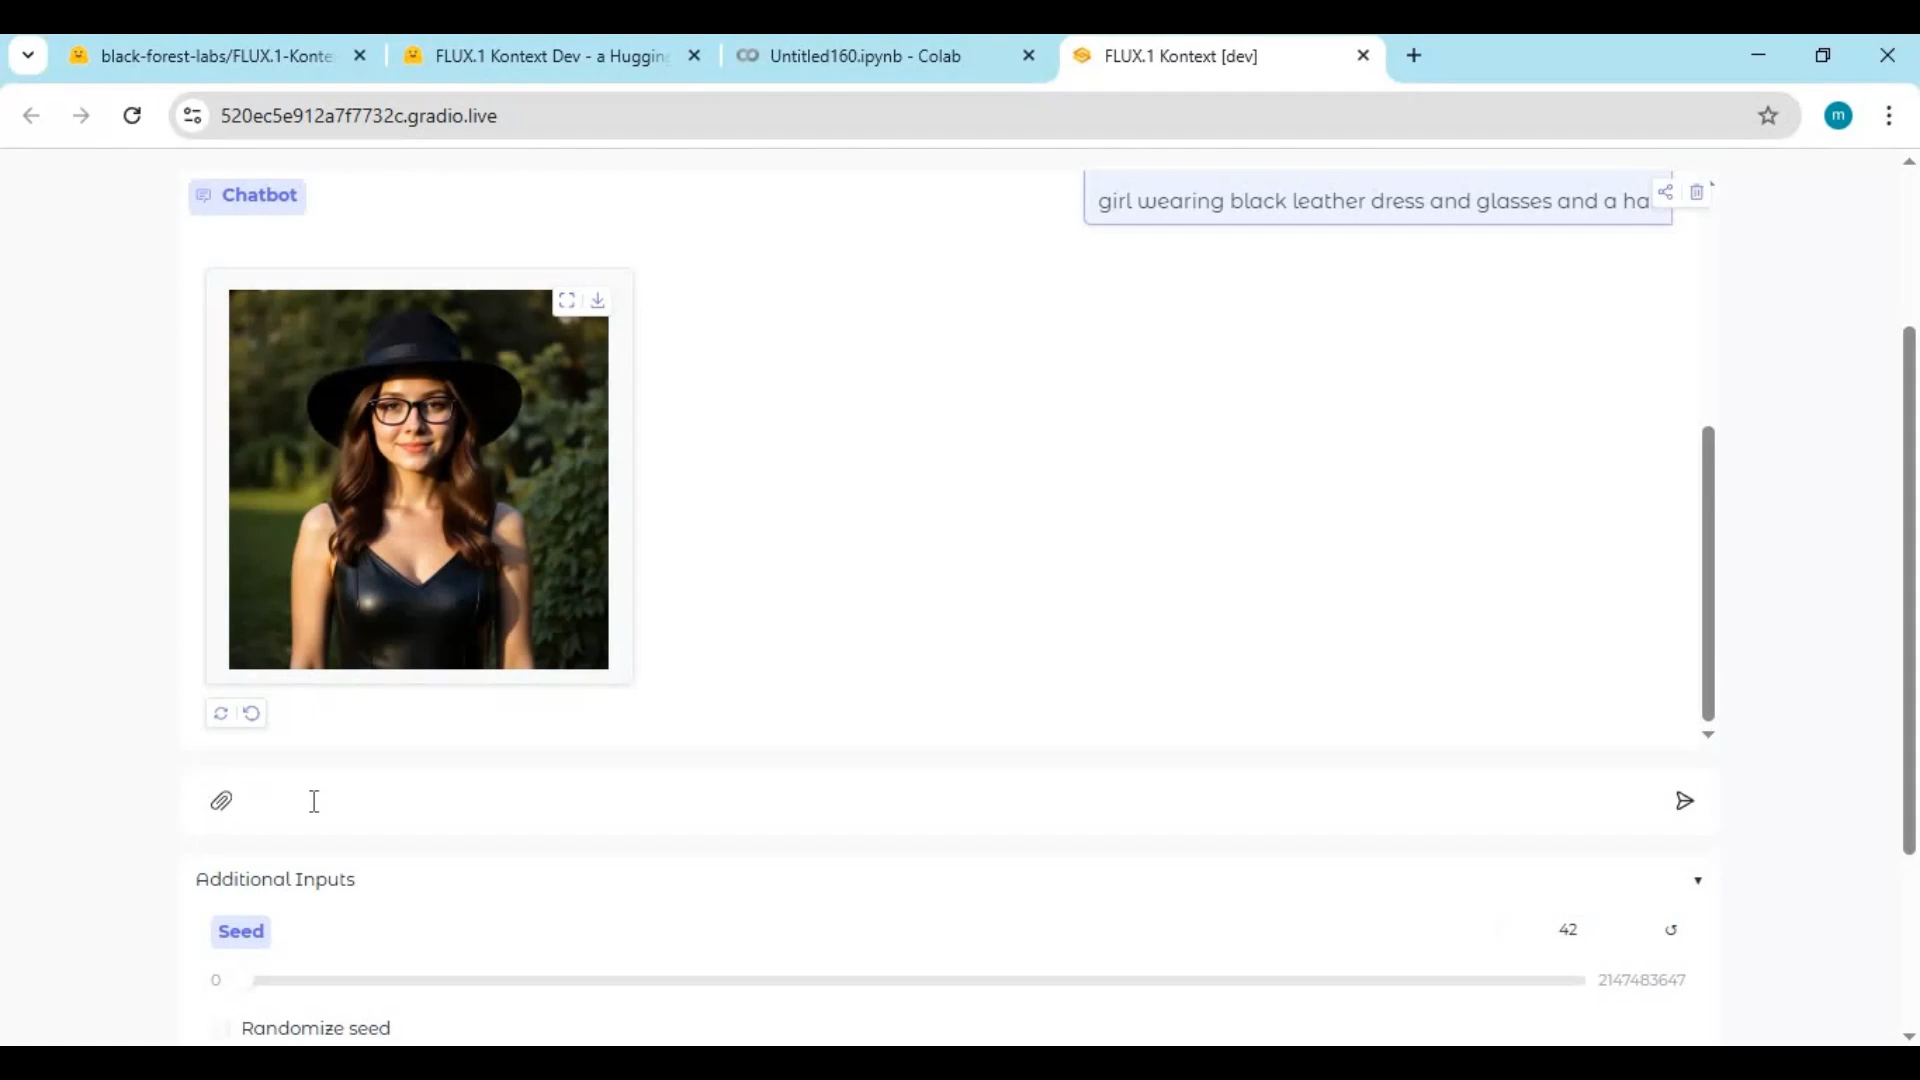 black-forest-labs/FLUX.1-Konte
FLUX.1 Kontext Dev - a Hugging
Untitled160.ipynb - Colab
FLUX.1 Kontext [dev]
520ec5e912a7f7732c.gradio.live
m
Chatbot
girl wearing black leather dress and glasses and a ha
Additional Inputs
Seed
42
0
2147483647
Randomize seed